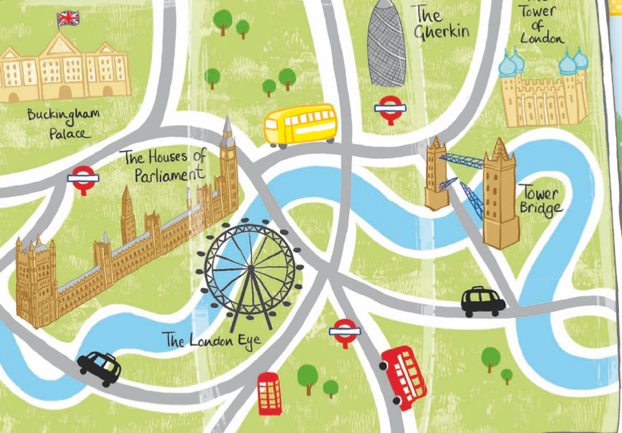 The
Gherkin
The
Tower
of
London
Buckingham
Palace
The Houses of
Parliament
Tower
Bridge
The London Eye